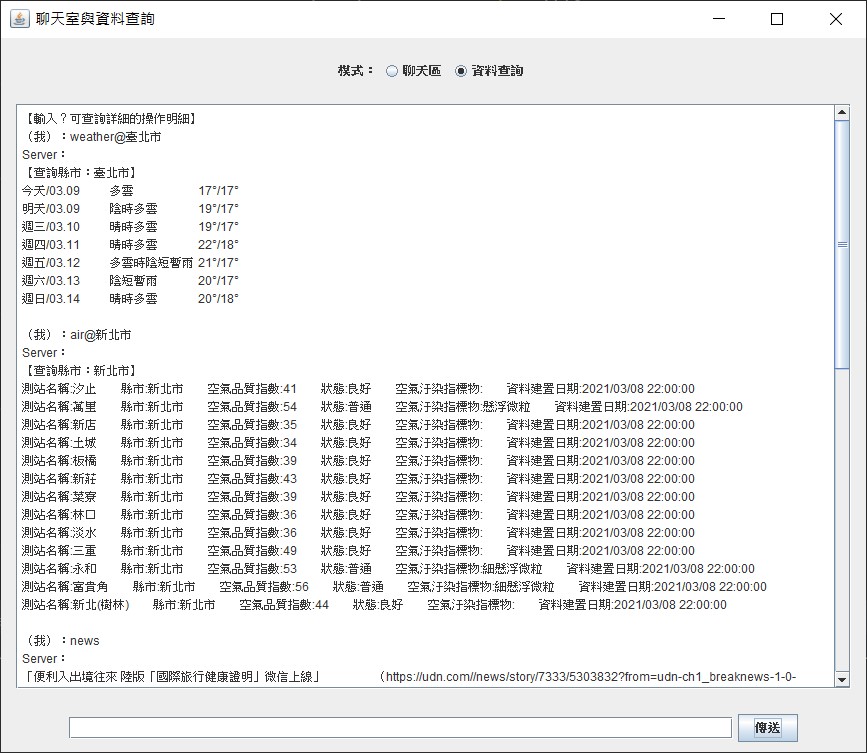 聊天室與資料查詢
模式： 聊天區 資料查詢
【輸入？可查詢詳細的操作明細】
（我）：weather@臺北市
Server：
【查詢縣市：臺北市】
今天/03.09 多雲 17°/17°
明天/03.09 陰時多雲 19°/17°
週三/03.10 晴時多雲 19°/17°
週四/03.11 晴時多雲 22°/18°
週五/03.12 多雲時陰短暫雨 21°/17°
週六/03.13 陰短暫雨 20°/17°
週日/03.14 晴時多雲 20°/18°
（我）：air@新北市
Server：
【查詢縣市：新北市】
測站名稱:汐止 縣市:新北市 空氣品質指數:41 狀態:良好 空氣汙染指標物: 資料建置日期:2021/03/08 22:00:00
測站名稱:萬里 縣市:新北市 空氣品質指數:54 狀態:普通 空氣汙染指標物:懸浮微粒 資料建置日期:2021/03/08 22:00:00
測站名稱:新店 縣市:新北市 空氣品質指數:35 狀態:良好 空氣汙染指標物: 資料建置日期:2021/03/08 22:00:00
測站名稱:土城 縣市:新北市 空氣品質指數:34 狀態:良好 空氣汙染指標物: 資料建置日期:2021/03/08 22:00:00
測站名稱:板橋 縣市:新北市 空氣品質指數:39 狀態:良好 空氣汙染指標物: 資料建置日期:2021/03/08 22:00:00
測站名稱:新莊 縣市:新北市 空氣品質指數:43 狀態:良好 空氣汙染指標物: 資料建置日期:2021/03/08 22:00:00
測站名稱:菜寮 縣市:新北市 空氣品質指數:39 狀態:良好 空氣汙染指標物: 資料建置日期:2021/03/08 22:00:00
測站名稱:林口 縣市:新北市 空氣品質指數:36 狀態:良好 空氣汙染指標物: 資料建置日期:2021/03/08 22:00:00
測站名稱:淡水 縣市:新北市 空氣品質指數:36 狀態:良好 空氣汙染指標物: 資料建置日期:2021/03/08 22:00:00
測站名稱:三重 縣市:新北市 空氣品質指數:49 狀態:良好 空氣汙染指標物: 資料建置日期:2021/03/08 22:00:00
測站名稱:永和 縣市:新北市 空氣品質指數:53 狀態:普通 空氣汙染指標物:細懸浮微粒 資料建置日期:2021/03/08 22:00:00
測站名稱:富貴角 縣市:新北市 空氣品質指數:56 狀態:普通 空氣汙染指標物:細懸浮微粒 資料建置日期:2021/03/08 22:00:00
測站名稱:新北(樹林) 縣市:新北市 空氣品質指數:44 狀態:良好 空氣汙染指標物: 資料建置日期:2021/03/08 22:00:00
（我）：news
Server：
「便利入出境往來 陸版「國際旅行健康證明」微信上線」 （https://udn.com//news/story/7333/5303832?from=udn-ch1_breaknews-1-0-
傳送